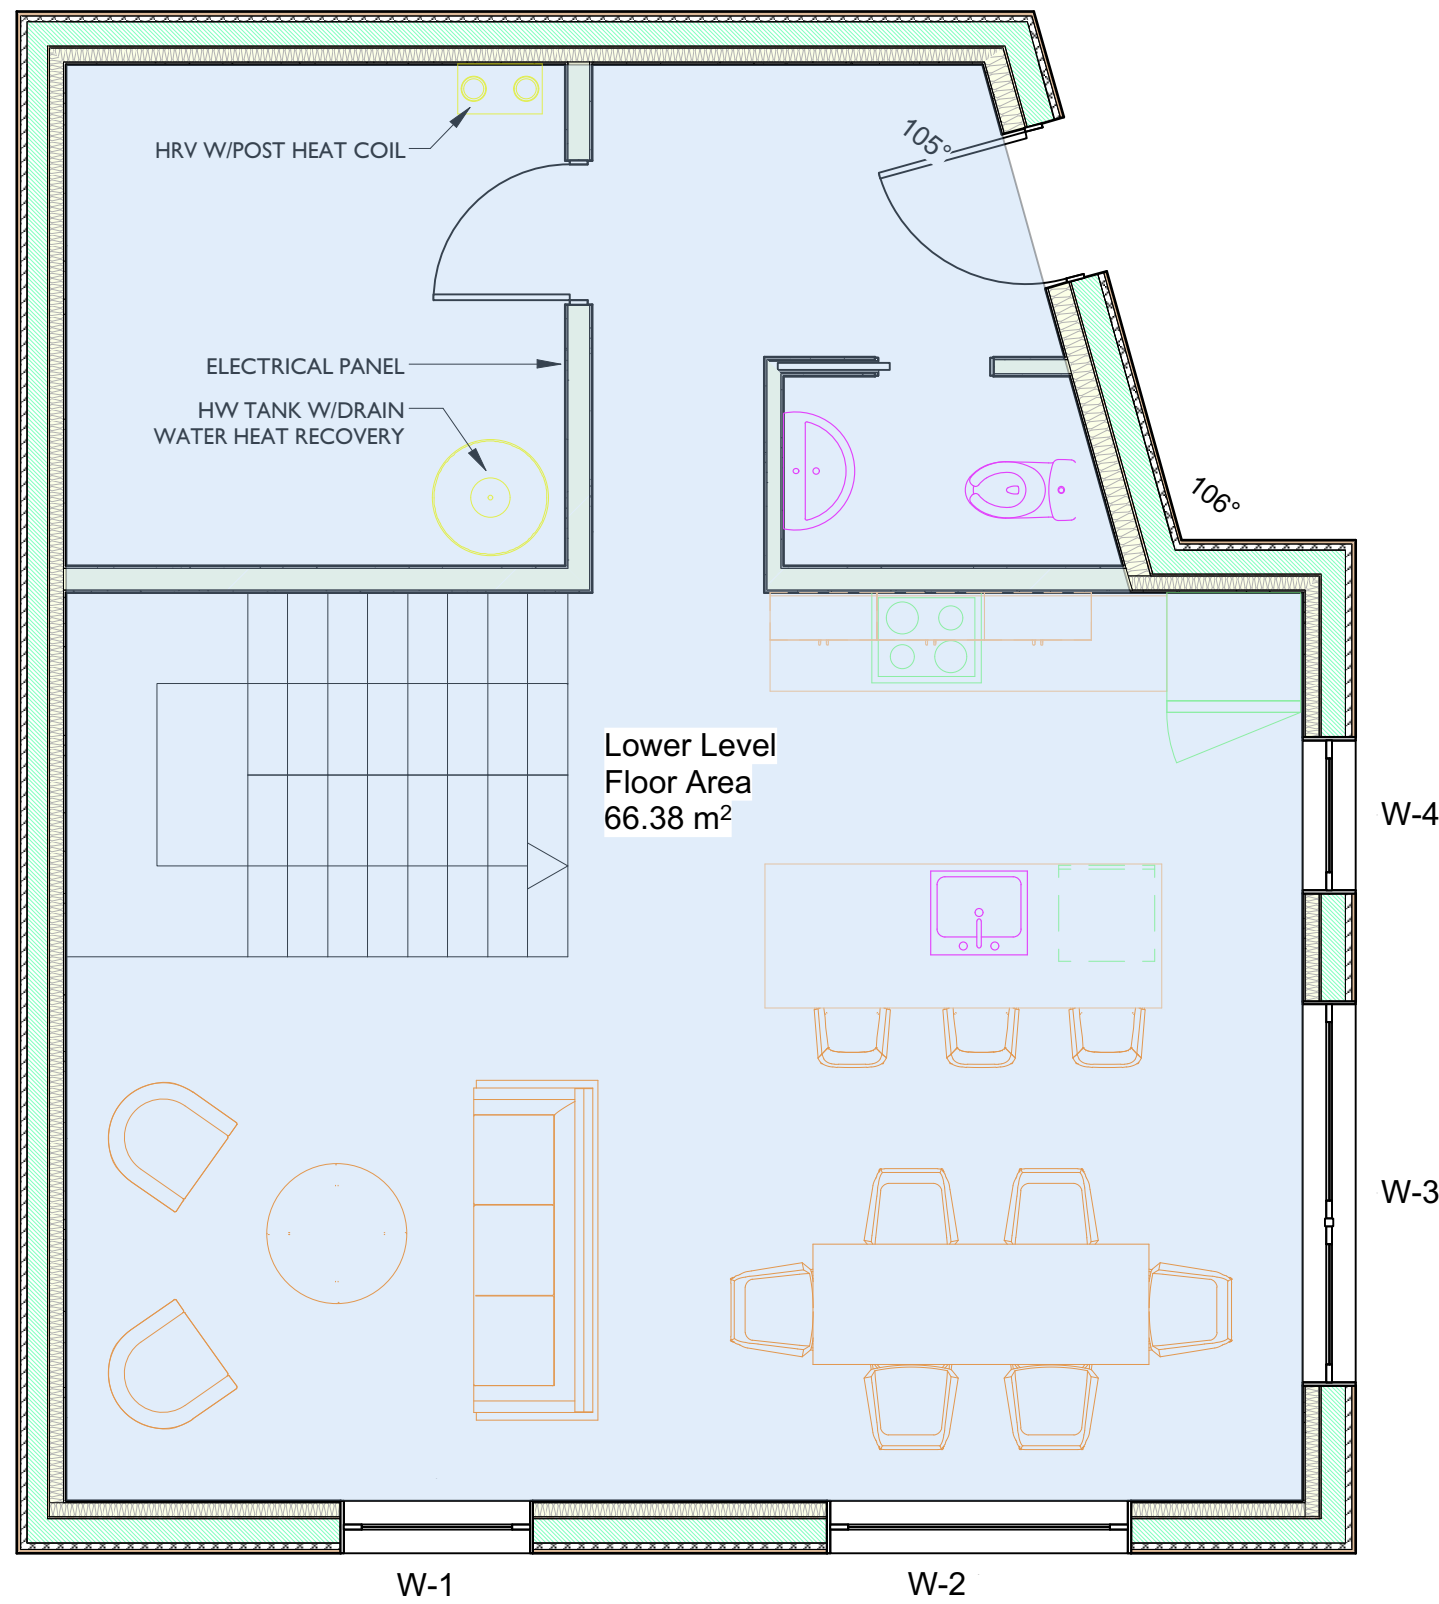 105°
HRV W/POST HEAT COIL
ELECTRICAL PANEL
HW TANK W/DRAIN
WATER HEAT RECOVERY
106°
Lower Level
Floor Area
66.38 m²
W-4
W-3
W-1
W-2